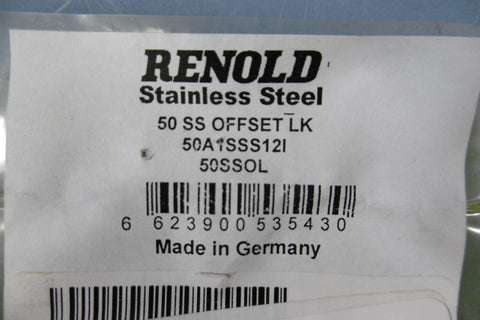 RENOLD
Stainless Steel
50 SS OFFSET LK
50A1SSS12I
50SSOL
6 623900 535430
Made in Germany